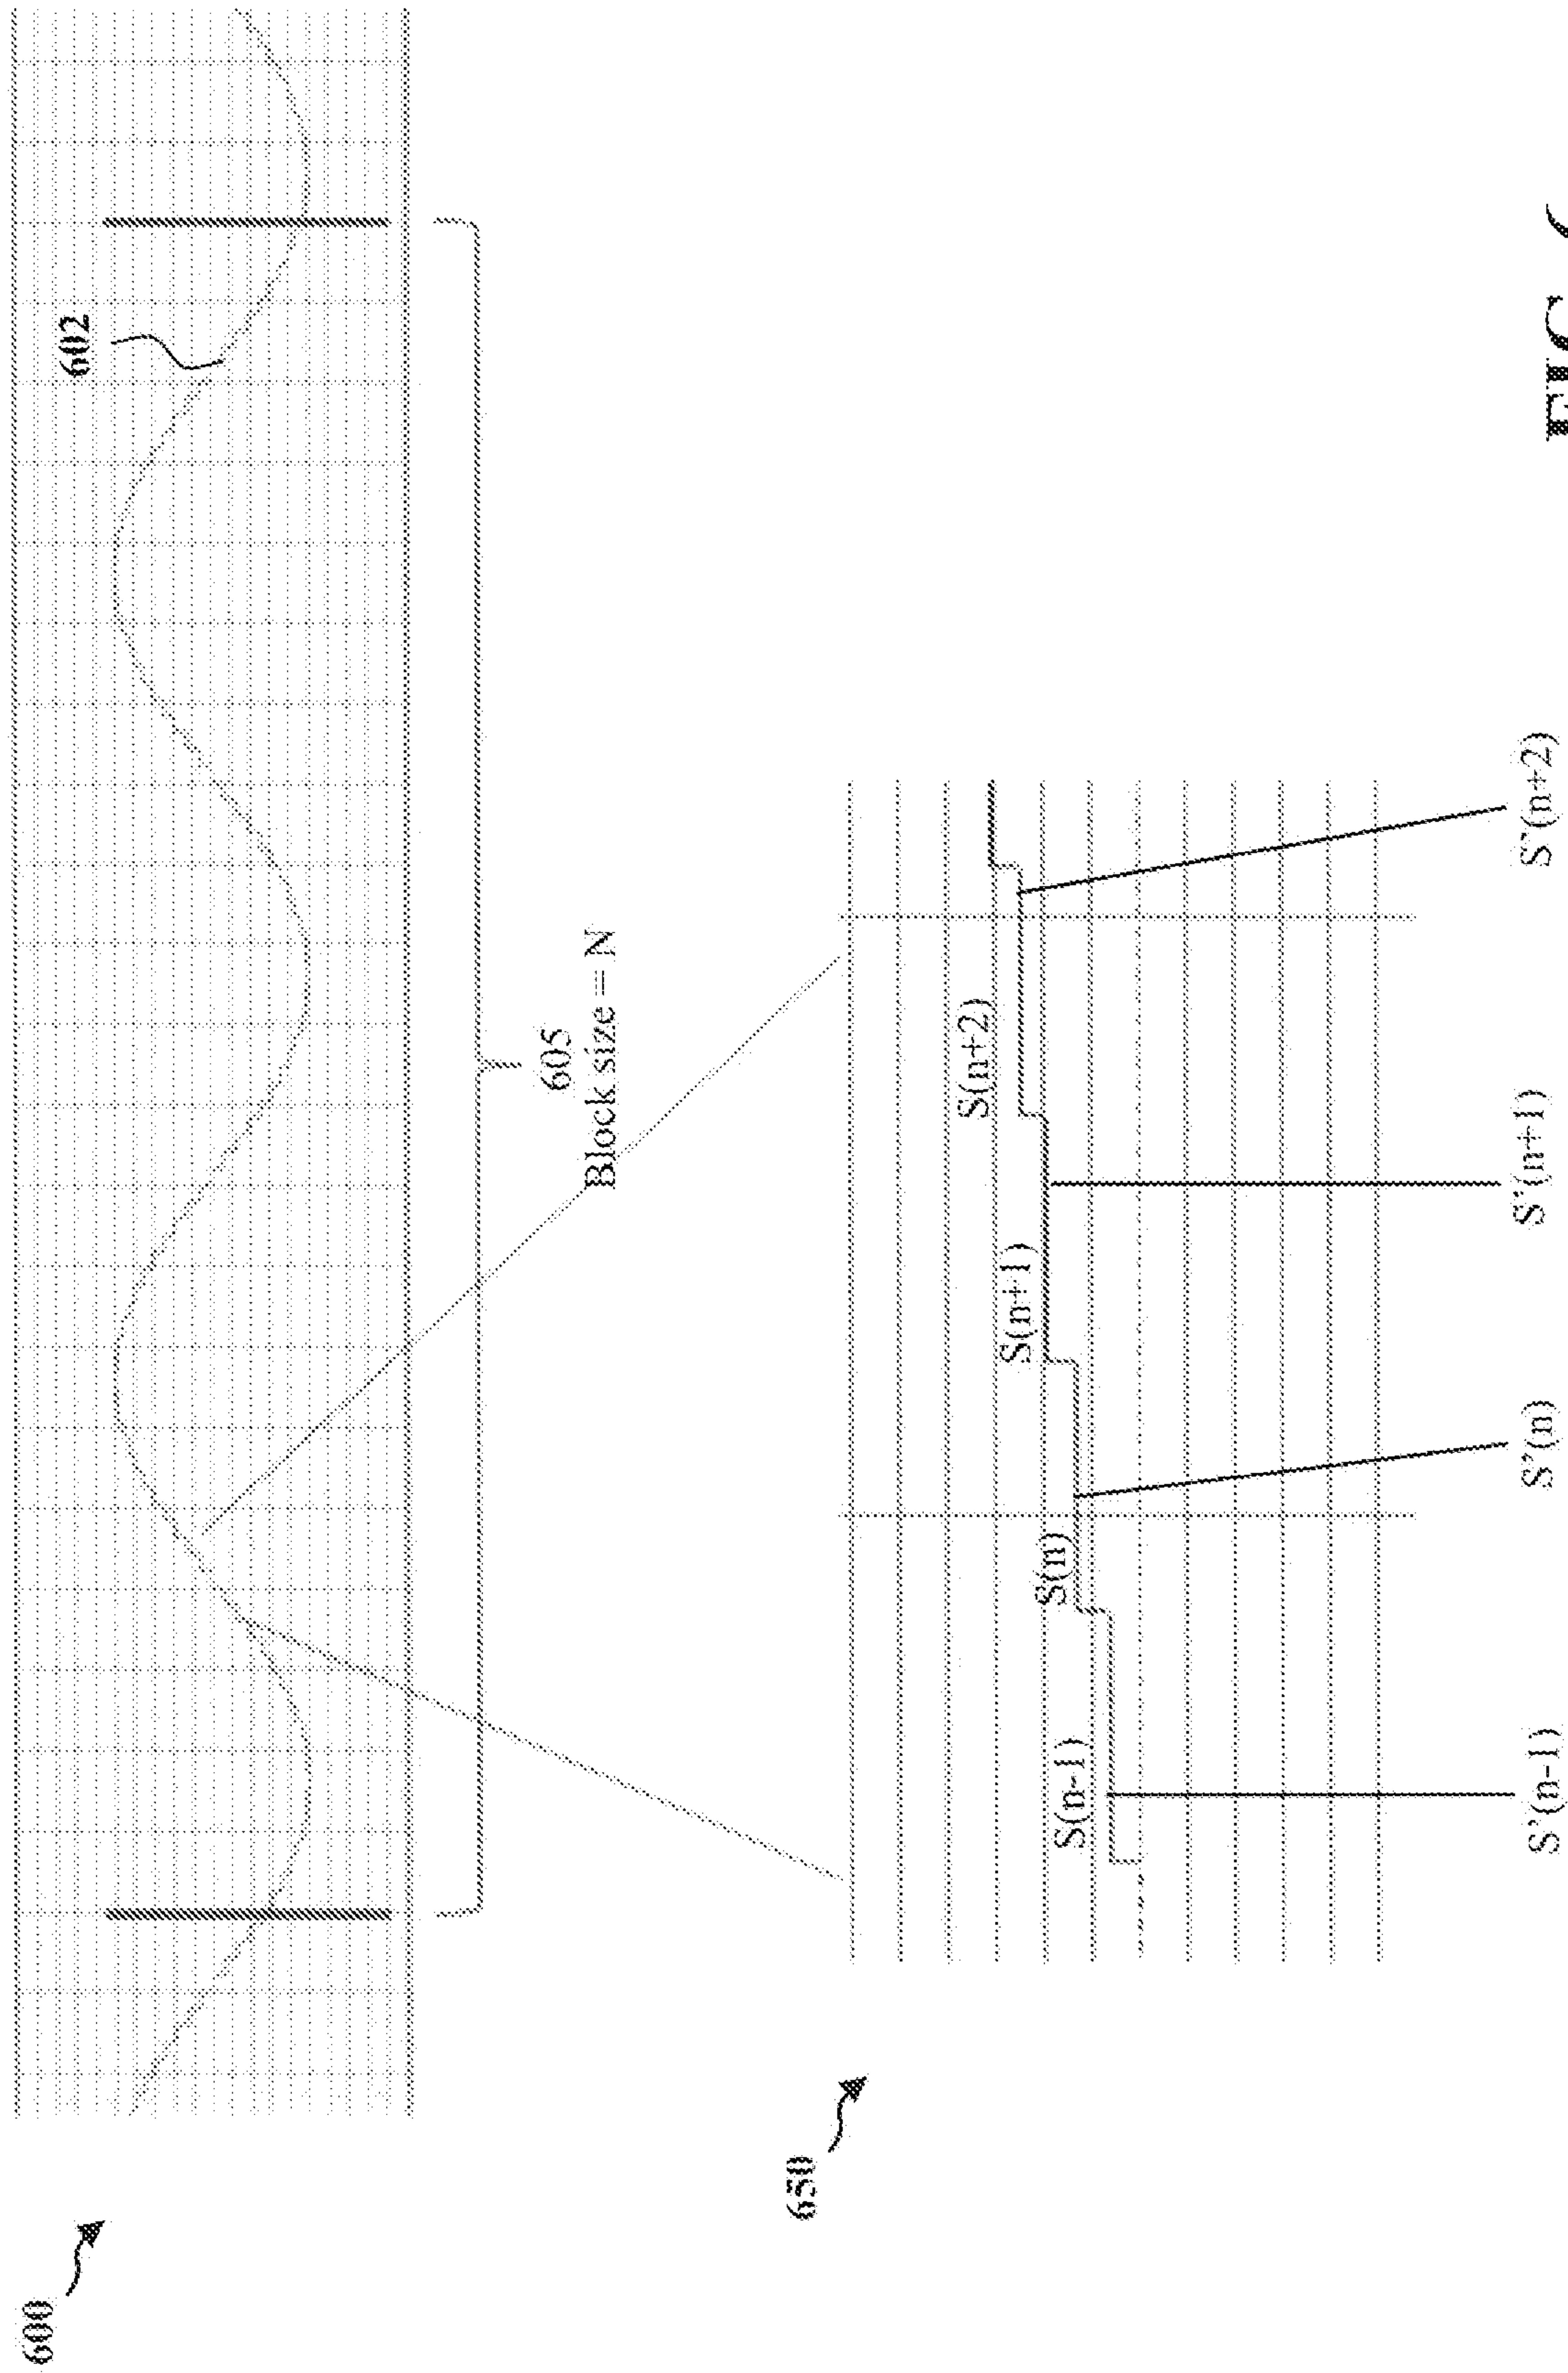 600
602
605
Block size = N
650
S(n-1)
S(n)
S(n+1)
S(n+2)
S'(n-1)
S'(n)
S'(n+1)
S'(n+2)